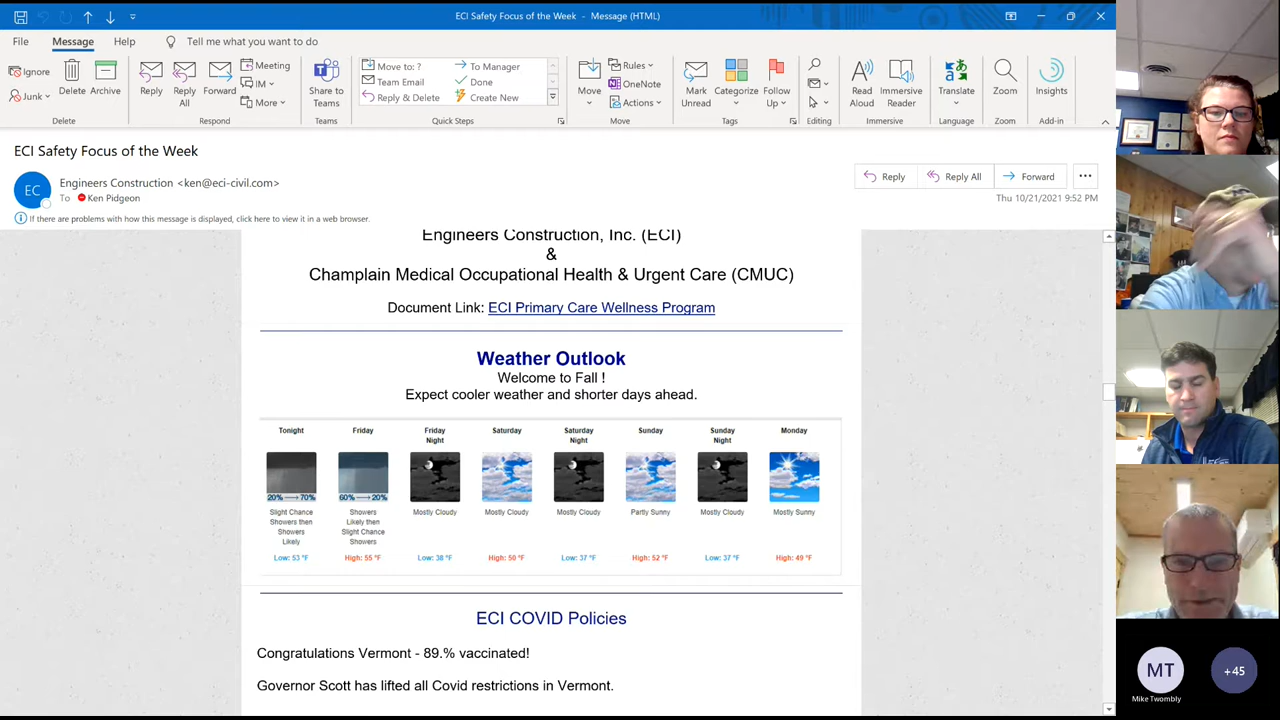 ECI Safety Focus of the Week - Message (HTML)
File Message Help Tell me what you want to do
Ignore
Junk
Delete
Archive
Delete
Reply
Reply All
Forward
Meeting
IM
More
Respond
Share to Teams
Teams
Move to: ?
Team Email
Reply & Delete
To Manager
Done
Create New
Quick Steps
Move
Rules
OneNote
Actions
Move
Mark Unread
Categorize
Follow Up
Tags
Editing
Read Aloud
Immersive Reader
Immersive
Translate
Language
Zoom
Zoom
Insights
Add-in
ECI Safety Focus of the Week
EC
Engineers Construction <ken@eci-civil.com>
To Ken Pidgeon
Reply Reply All Forward
Thu 10/21/2021 9:52 PM
If there are problems with how this message is displayed, click here to view it in a web browser.
Engineers Construction, Inc. (ECI)
&
Champlain Medical Occupational Health & Urgent Care (CMUC)
Document Link: ECI Primary Care Wellness Program
Weather Outlook
Welcome to Fall !
Expect cooler weather and shorter days ahead.
Tonight
20% → 70%
Slight Chance
Showers then
Showers
Likely
Low: 53 °F
Friday
60% → 20%
Showers
Likely then
Slight Chance
Showers
High: 55 °F
Friday
Night
Mostly Cloudy
Low: 38 °F
Saturday
Mostly Cloudy
High: 50 °F
Saturday
Night
Mostly Cloudy
Low: 37 °F
Sunday
Partly Sunny
High: 52 °F
Sunday
Night
Mostly Cloudy
Low: 37 °F
Monday
Mostly Sunny
High: 49 °F
ECI COVID Policies
Congratulations Vermont - 89.% vaccinated!
Governor Scott has lifted all Covid restrictions in Vermont.
MT
Mike Twombly
+45